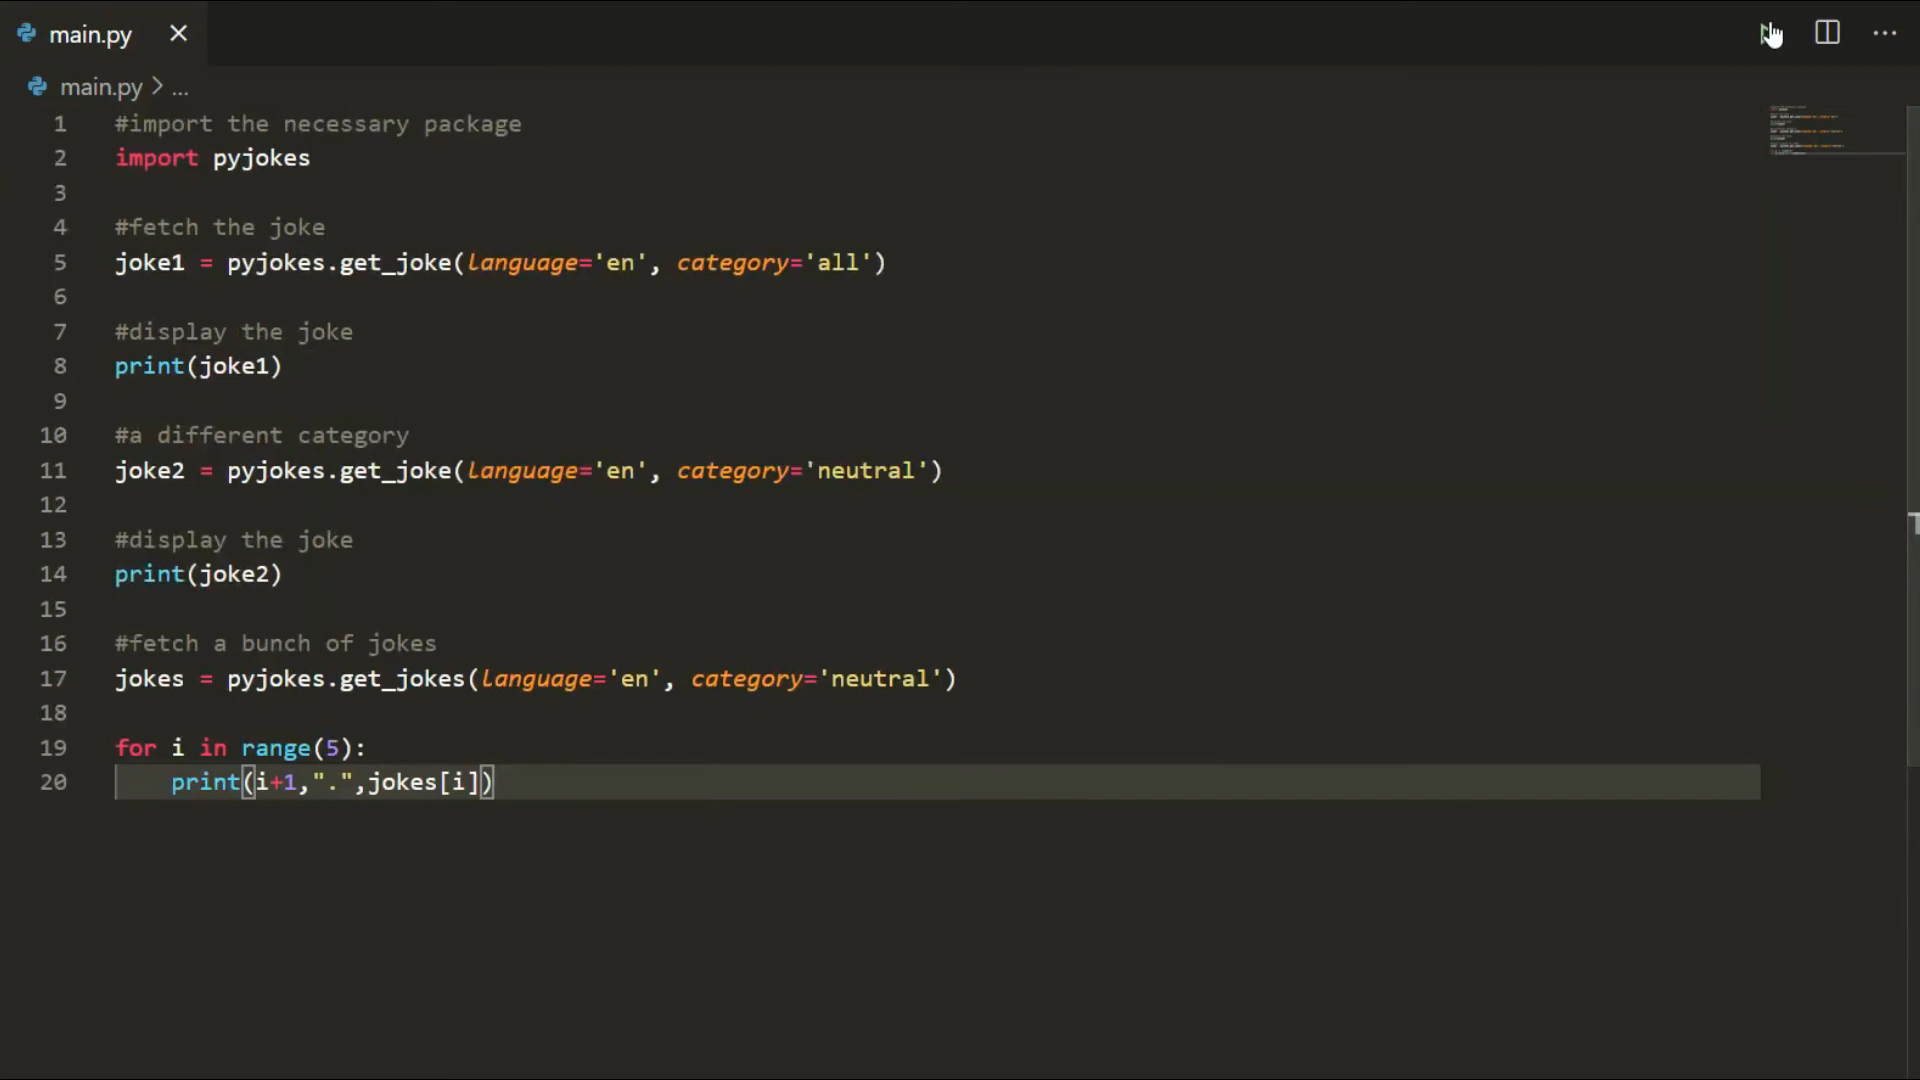 main.py
main.py > ...
1 #import the necessary package
2 import pyjokes
3
4 #fetch the joke
5 joke1 = pyjokes.get_joke(language='en', category='all')
6
7 #display the joke
8 print(joke1)
9
10 #a different category
11 joke2 = pyjokes.get_joke(language='en', category='neutral')
12
13 #display the joke
14 print(joke2)
15
16 #fetch a bunch of jokes
17 jokes = pyjokes.get_jokes(language='en', category='neutral')
18
19 for i in range(5):
20     print(i+1,".",jokes[i])